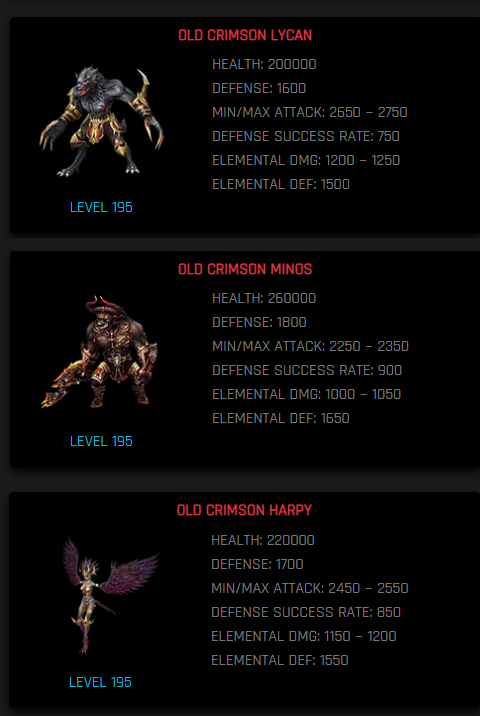 OLD CRIMSON LYCAN
HEALTH: 200000
DEFENSE: 1600
MIN/MAX ATTACK: 2650 – 2750
DEFENSE SUCCESS RATE: 750
ELEMENTAL DMG: 1200 – 1250
ELEMENTAL DEF: 1500
LEVEL 195
OLD CRIMSON MINOS
HEALTH: 260000
DEFENSE: 1800
MIN/MAX ATTACK: 2250 – 2350
DEFENSE SUCCESS RATE: 900
ELEMENTAL DMG: 1000 – 1050
ELEMENTAL DEF: 1650
LEVEL 195
OLD CRIMSON HARPY
HEALTH: 220000
DEFENSE: 1700
MIN/MAX ATTACK: 2450 – 2550
DEFENSE SUCCESS RATE: 850
ELEMENTAL DMG: 1150 – 1200
ELEMENTAL DEF: 1550
LEVEL 195